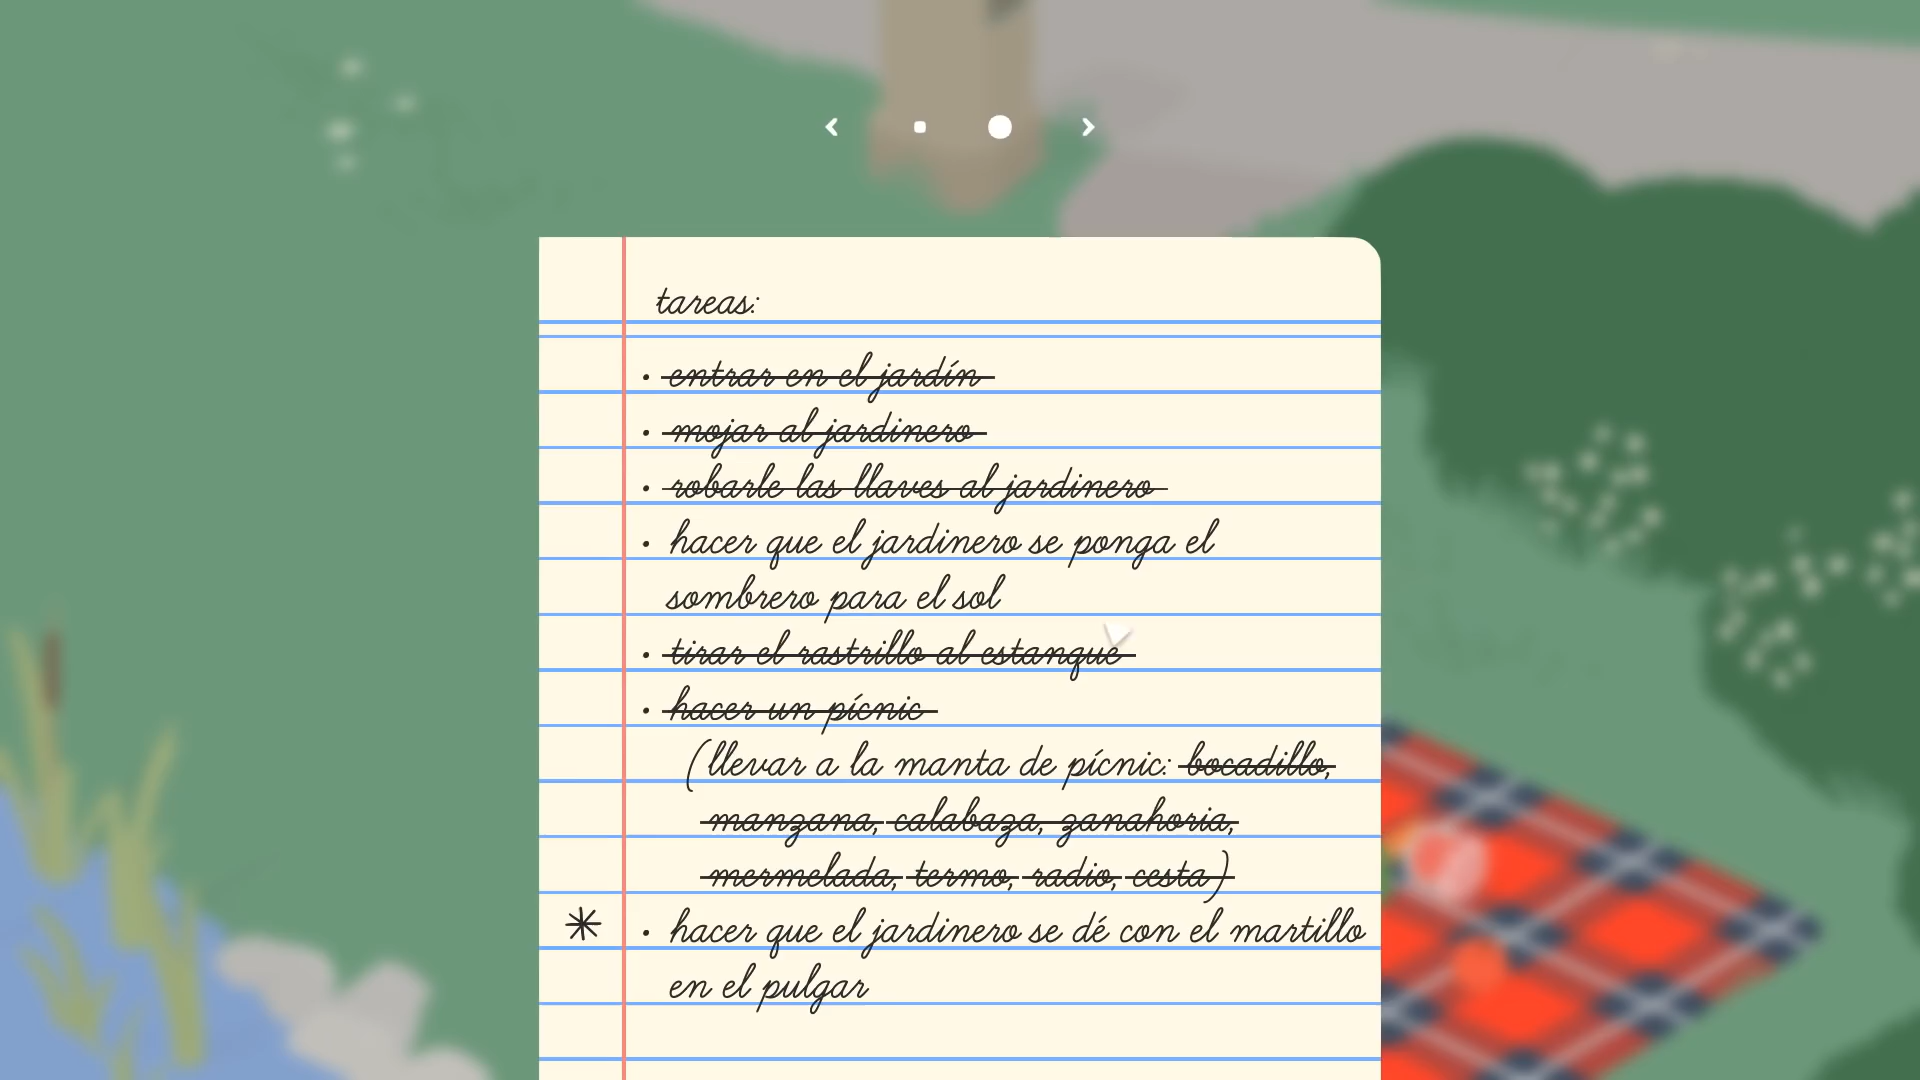 tareas:
• entrar en el jardín
• mojar al jardinero
• robarle las llaves al jardinero
• hacer que el jardinero se ponga el
sombrero para el sol
• tirar el rastrillo al estanque
• hacer un pícnic
(llevar a la manta de pícnic: bocadillo,
manzana, calabaza, zanahoria,
mermelada, termo, radio, cesta)
• hacer que el jardinero se dé con el martillo
en el pulgar